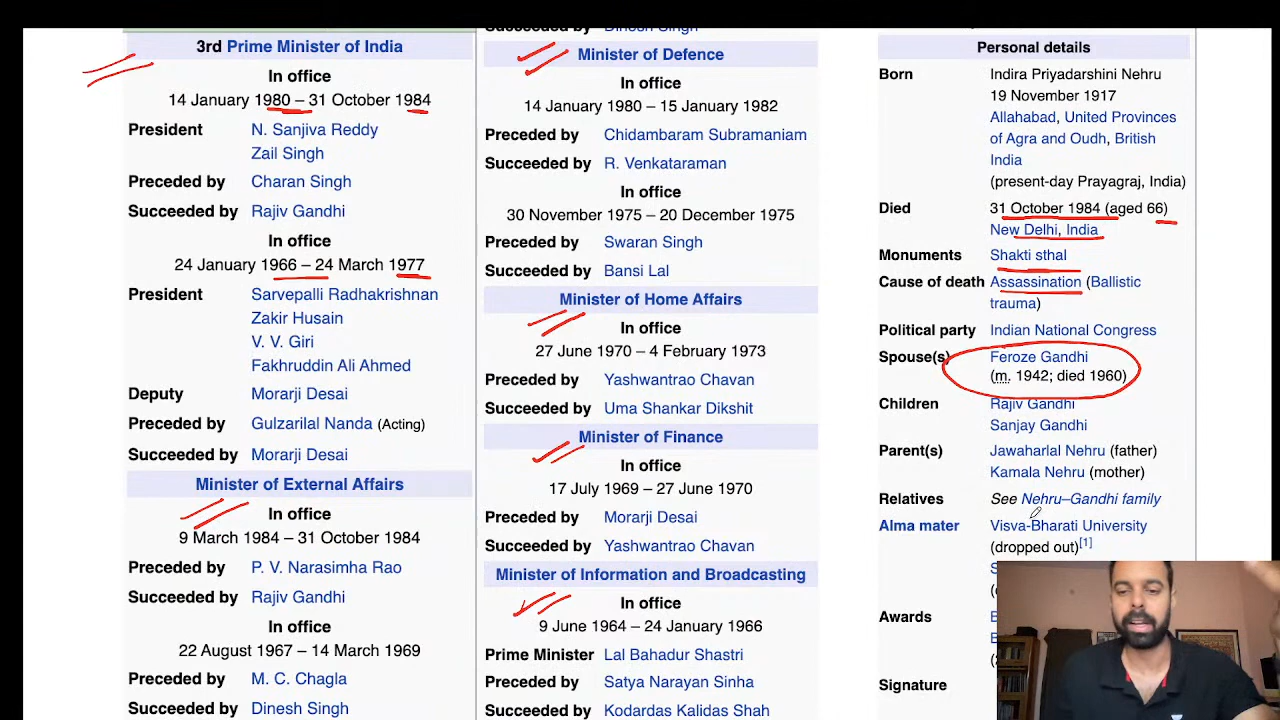 3rd Prime Minister of India
In office
14 January 1980 – 31 October 1984
President N. Sanjiva Reddy
Zail Singh
Preceded by Charan Singh
Succeeded by Rajiv Gandhi
In office
24 January 1966 – 24 March 1977
President Sarvepalli Radhakrishnan
Zakir Husain
V. V. Giri
Fakhruddin Ali Ahmed
Deputy Morarji Desai
Preceded by Gulzarilal Nanda (Acting)
Succeeded by Morarji Desai
Minister of External Affairs
In office
9 March 1984 – 31 October 1984
Preceded by P. V. Narasimha Rao
Succeeded by Rajiv Gandhi
In office
22 August 1967 – 14 March 1969
Preceded by M. C. Chagla
Succeeded by Dinesh Singh
Succeeded by Dinesh Singh
Minister of Defence
In office
14 January 1980 – 15 January 1982
Preceded by Chidambaram Subramaniam
Succeeded by R. Venkataraman
In office
30 November 1975 – 20 December 1975
Preceded by Swaran Singh
Succeeded by Bansi Lal
Minister of Home Affairs
In office
27 June 1970 – 4 February 1973
Preceded by Yashwantrao Chavan
Succeeded by Uma Shankar Dikshit
Minister of Finance
In office
17 July 1969 – 27 June 1970
Preceded by Morarji Desai
Succeeded by Yashwantrao Chavan
Minister of Information and Broadcasting
In office
9 June 1964 – 24 January 1966
Prime Minister Lal Bahadur Shastri
Preceded by Satya Narayan Sinha
Succeeded by Kodardas Kalidas Shah
Personal details
Born Indira Priyadarshini Nehru
19 November 1917
Allahabad, United Provinces
of Agra and Oudh, British
India
(present-day Prayagraj, India)
Died 31 October 1984 (aged 66)
New Delhi, India
Monuments Shakti sthal
Cause of death Assassination (Ballistic
trauma)
Political party Indian National Congress
Spouse(s) Feroze Gandhi
(m. 1942; died 1960)
Children Rajiv Gandhi
Sanjay Gandhi
Parent(s) Jawaharlal Nehru (father)
Kamala Nehru (mother)
Relatives See Nehru–Gandhi family
Alma mater Visva-Bharati University
(dropped out)[1]
Awards
Signature